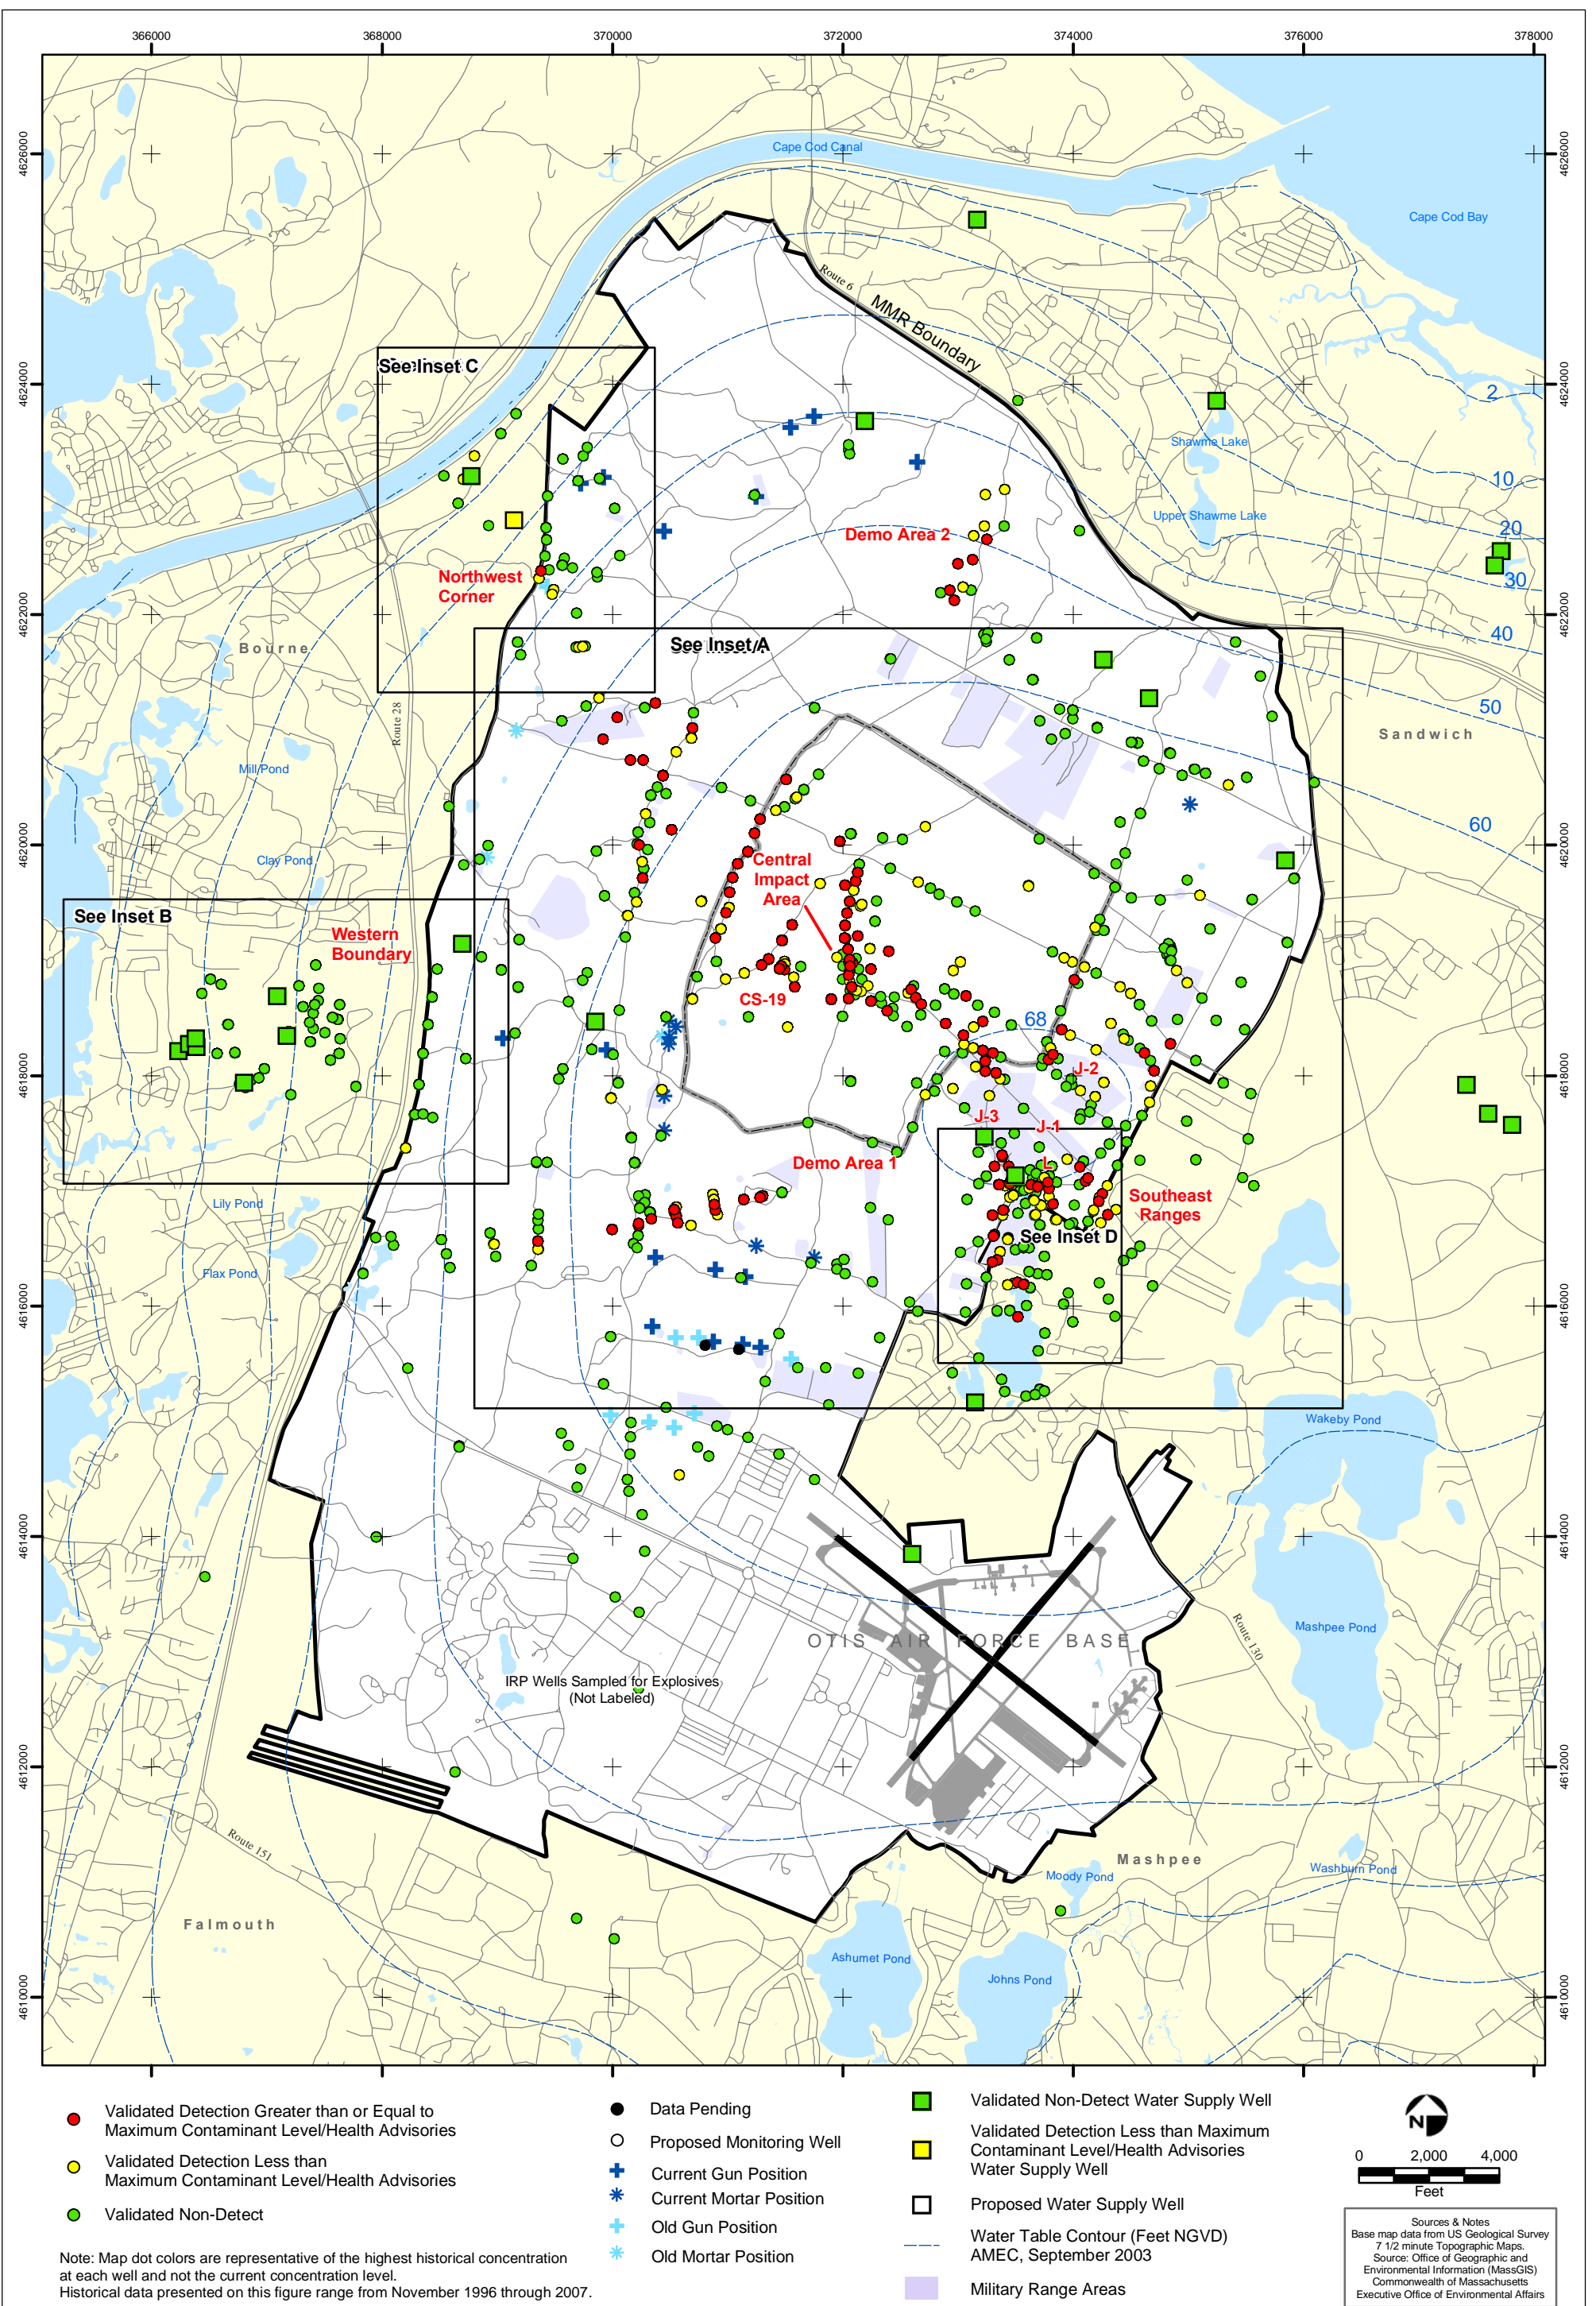 366000
368000
370000
372000
374000
376000
378000
4626000
4626000
Cape Cod Canal
Cape Cod Bay
Route 6
MMR Boundary
See Inset C
4624000
4624000
2
Shawme Lake
10
Upper Shawme Lake
20
Demo Area 2
30
Northwest
Corner
4622000
4622000
40
Bourne
See Inset A
50
Route 28
Sandwich
Mill Pond
60
4620000
4620000
Clay Pond
Central
Impact
Area
See Inset B
Western
Boundary
CS-19
68
4618000
4618000
J-2
J-3
J-1
Demo Area 1
L
Southeast
Ranges
Lily Pond
See Inset D
Flax Pond
4616000
4616000
Wakeby Pond
4614000
4614000
Mashpee Pond
Route 130
OTIS AIR FORCE BASE
IRP Wells Sampled for Explosives
(Not Labeled)
4612000
4612000
Route 151
Mashpee
Washburn Pond
Moody Pond
Falmouth
Ashumet Pond
Johns Pond
4610000
4610000
Validated Detection Greater than or Equal to
Maximum Contaminant Level/Health Advisories
Validated Detection Less than
Maximum Contaminant Level/Health Advisories
Validated Non-Detect
Note: Map dot colors are representative of the highest historical concentration
at each well and not the current concentration level.
Historical data presented on this figure range from November 1996 through 2007.
Data Pending
Proposed Monitoring Well
Current Gun Position
Current Mortar Position
Old Gun Position
Old Mortar Position
Validated Non-Detect Water Supply Well
Validated Detection Less than Maximum
Contaminant Level/Health Advisories
Water Supply Well
Proposed Water Supply Well
Water Table Contour (Feet NGVD)
AMEC, September 2003
Military Range Areas
N
0 2,000 4,000
Feet
Sources & Notes
Base map data from US Geological Survey
7 1/2 minute Topographic Maps.
Source: Office of Geographic and
Environmental Information (MassGIS)
Commonwealth of Massachusetts
Executive Office of Environmental Affairs